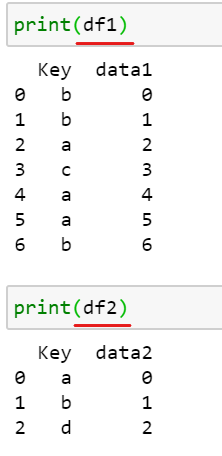 print(df1)
Key data1
0 b 0
1 b 1
2 a 2
3 c 3
4 a 4
5 a 5
6 b 6
print(df2)
Key data2
0 a 0
1 b 1
2 d 2